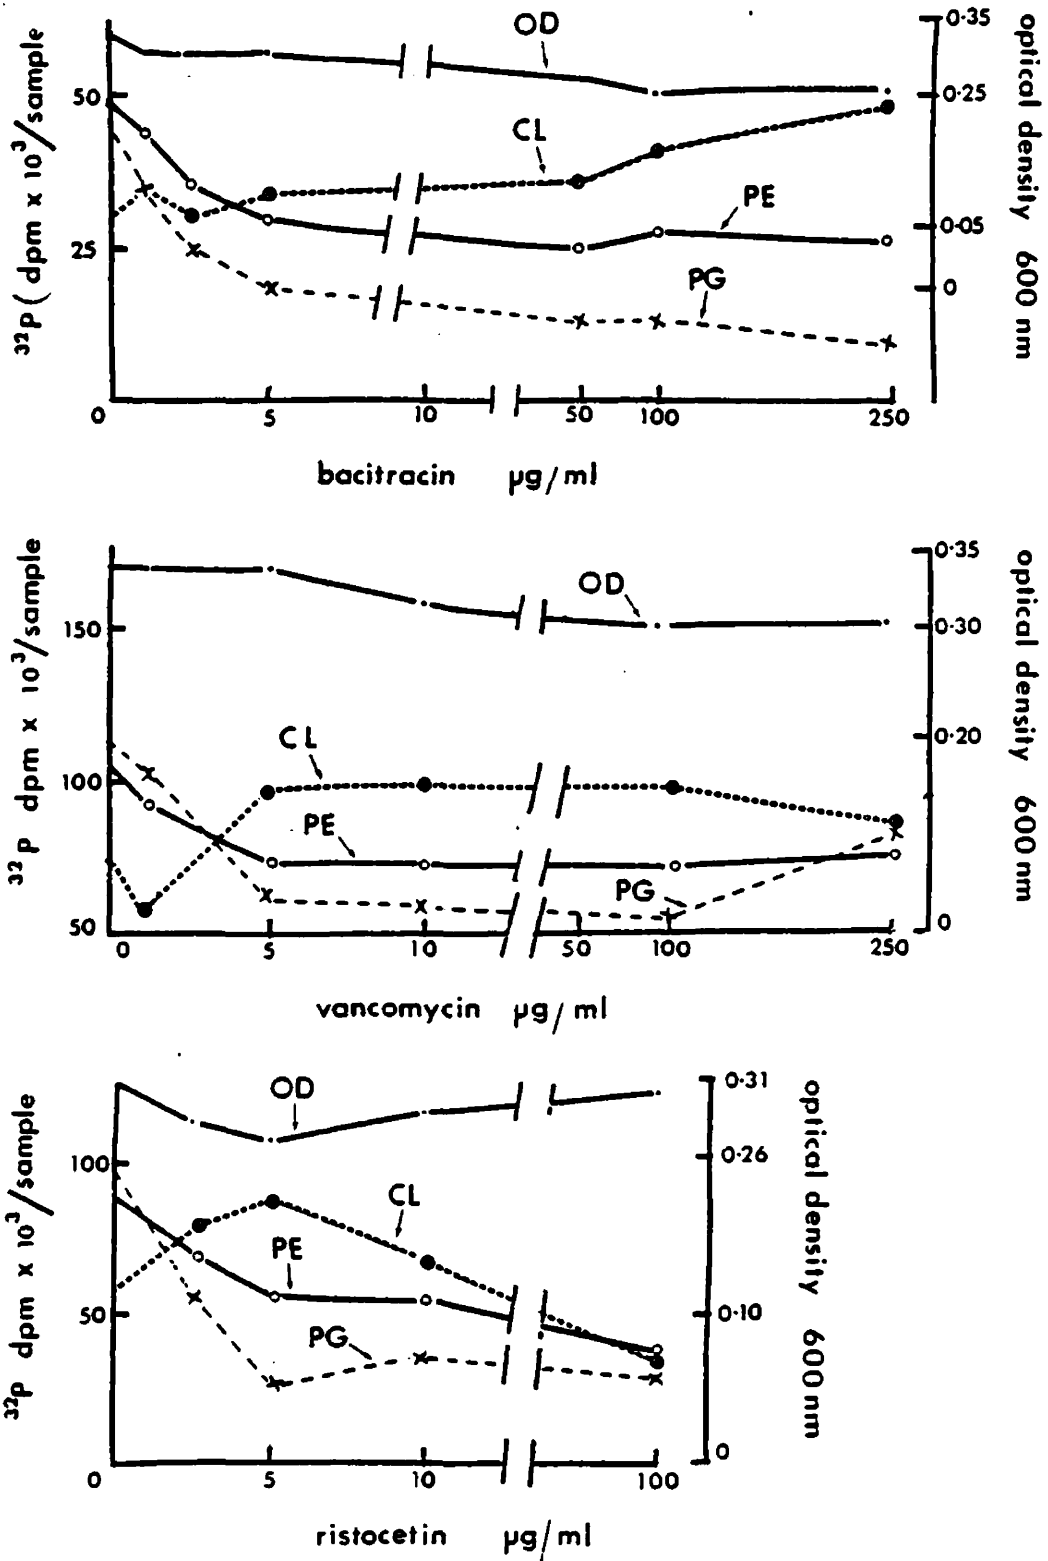 ³²P ( dpm x 10³/sample
50
25
OD
CL
PE
PG
0·35
0·25
0·05
0
optical density 600 nm
0
5
10
50
100
250
bacitracin µg/ml
³²P dpm x 10³/sample
150
100
50
OD
CL
PE
PG
0·35
0·30
0·20
0
optical density 600nm
0
5
10
50
100
250
vancomycin µg/ml
³²P dpm x 10³/sample
100
50
OD
CL
PE
PG
0·31
0·26
0·10
0
optical density 600nm
0
5
10
100
ristocetin µg/ml